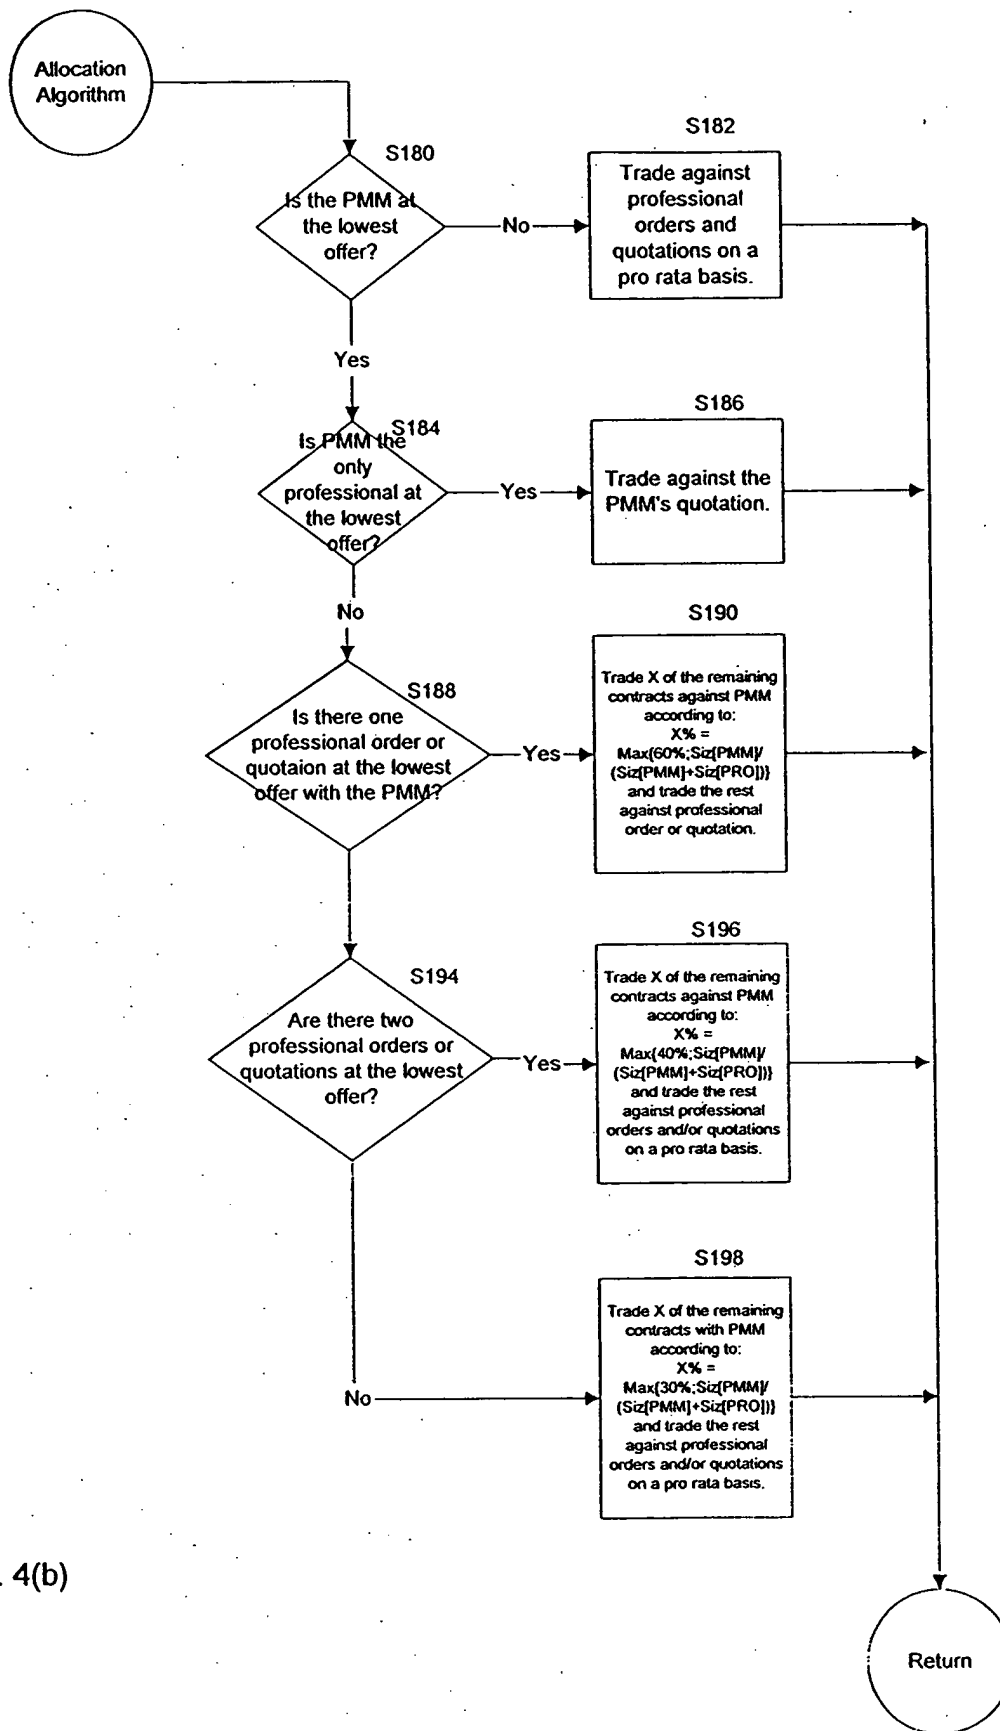 Allocation
Algorithm
S180
Is the PMM at
the lowest
offer?
No
S182
Trade against
professional
orders and
quotations on a
pro rata basis.
Yes
S184
Is PMM the
only
professional at
the lowest
offer?
Yes
S186
Trade against the
PMM's quotation.
No
S188
Is there one
professional order or
quotaion at the lowest
offer with the PMM?
Yes
S190
Trade X of the remaining
contracts against PMM
according to:
X% =
Max{60%;Siz[PMM]/
(Siz[PMM]+Siz[PRO])}
and trade the rest
against professional
order or quotation.
S194
Are there two
professional orders or
quotations at the lowest
offer?
Yes
S196
Trade X of the remaining
contracts against PMM
according to:
X% =
Max{40%;Siz[PMM]/
(Siz[PMM]+Siz[PRO])}
and trade the rest
against professional
orders and/or quotations
on a pro rata basis.
No
S198
Trade X of the remaining
contracts with PMM
according to:
X% =
Max{30%;Siz[PMM]/
(Siz[PMM]+Siz[PRO])}
and trade the rest
against professional
orders and/or quotations
on a pro rata basis.
. 4(b)
Return